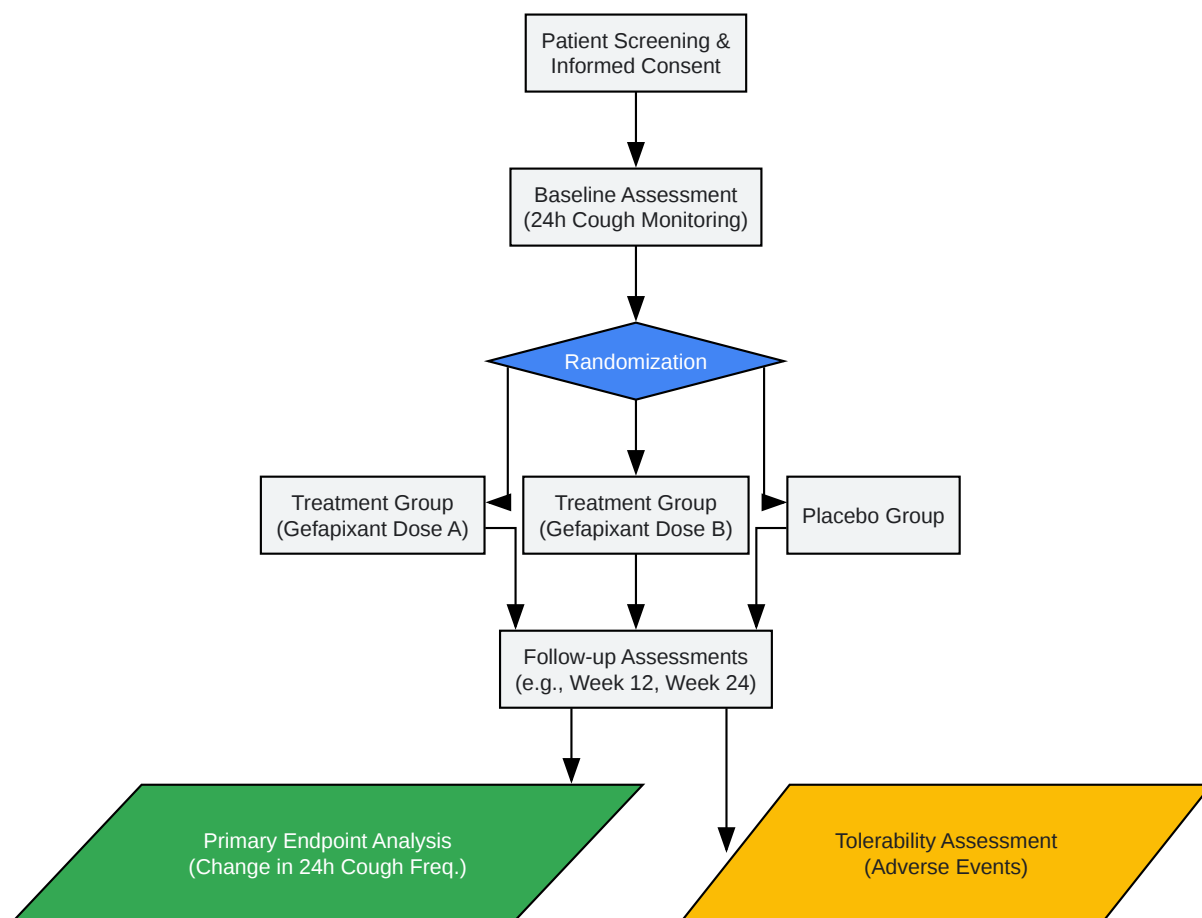 Patient Screening &
Informed Consent
Baseline Assessment
(24h Cough Monitoring)
Randomization
Treatment Group
(Gefapixant Dose A)
Treatment Group
(Gefapixant Dose B)
Placebo Group
Follow-up Assessments
(e.g., Week 12, Week 24)
Primary Endpoint Analysis
(Change in 24h Cough Freq.)
Tolerability Assessment
(Adverse Events)